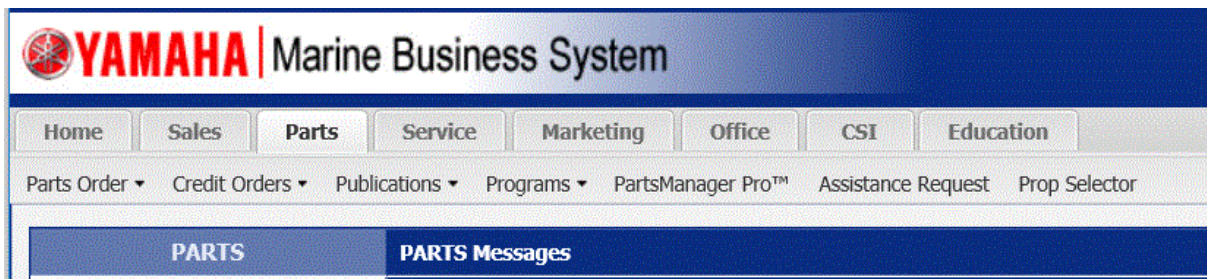 YAMAHA Marine Business System
Home Sales Parts Service Marketing Office CSI Education
Parts Order Credit Orders Publications Programs PartsManager Pro™ Assistance Request Prop Selector
PARTS PARTS Messages